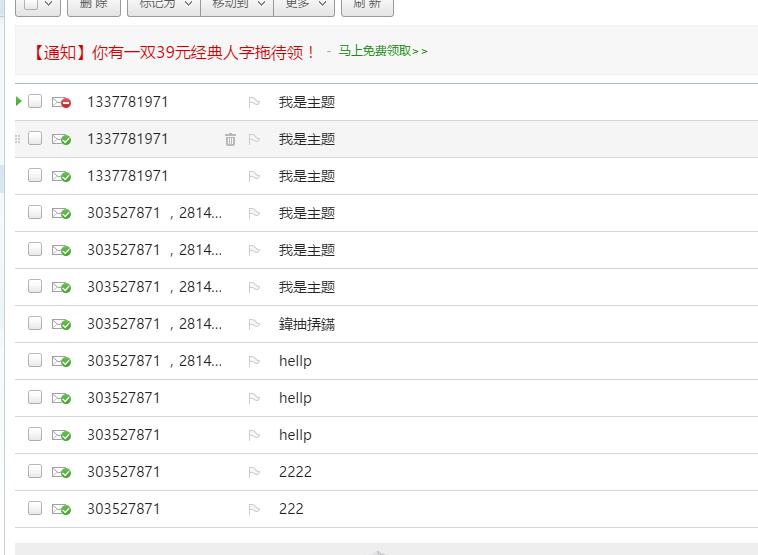 删 除 标记为 移动到 更多 刷 新
【通知】你有一双39元经典人字拖待领！ - 马上免费领取>>
1337781971 我是主题
1337781971 我是主题
1337781971 我是主题
303527871 ，2814... 我是主题
303527871 ，2814... 我是主题
303527871 ，2814... 我是主题
303527871 ，2814... 鍏抽挵鏋
303527871 ，2814... hellp
303527871 hellp
303527871 hellp
303527871 2222
303527871 222